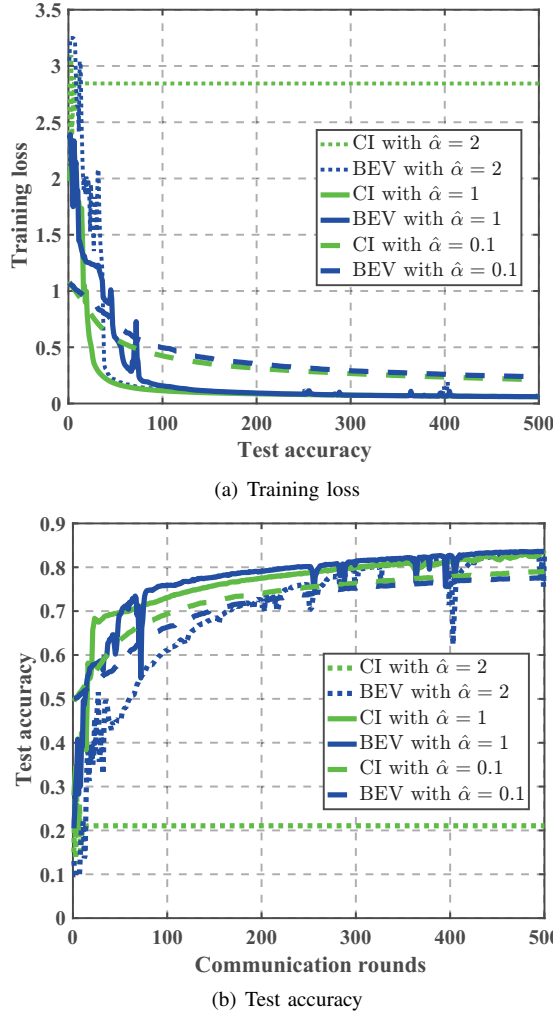 3.5
3
2.5
2
1.5
1
0.5
0
Training loss
CI with α̂ = 2
BEV with α̂ = 2
CI with α̂ = 1
BEV with α̂ = 1
CI with α̂ = 0.1
BEV with α̂ = 0.1
0 100 200 300 400 500
Test accuracy
(a) Training loss
0.9
0.8
0.7
0.6
0.5
0.4
0.3
0.2
0.1
0
Test accuracy
CI with α̂ = 2
BEV with α̂ = 2
CI with α̂ = 1
BEV with α̂ = 1
CI with α̂ = 0.1
BEV with α̂ = 0.1
0 100 200 300 400 500
Communication rounds
(b) Test accuracy